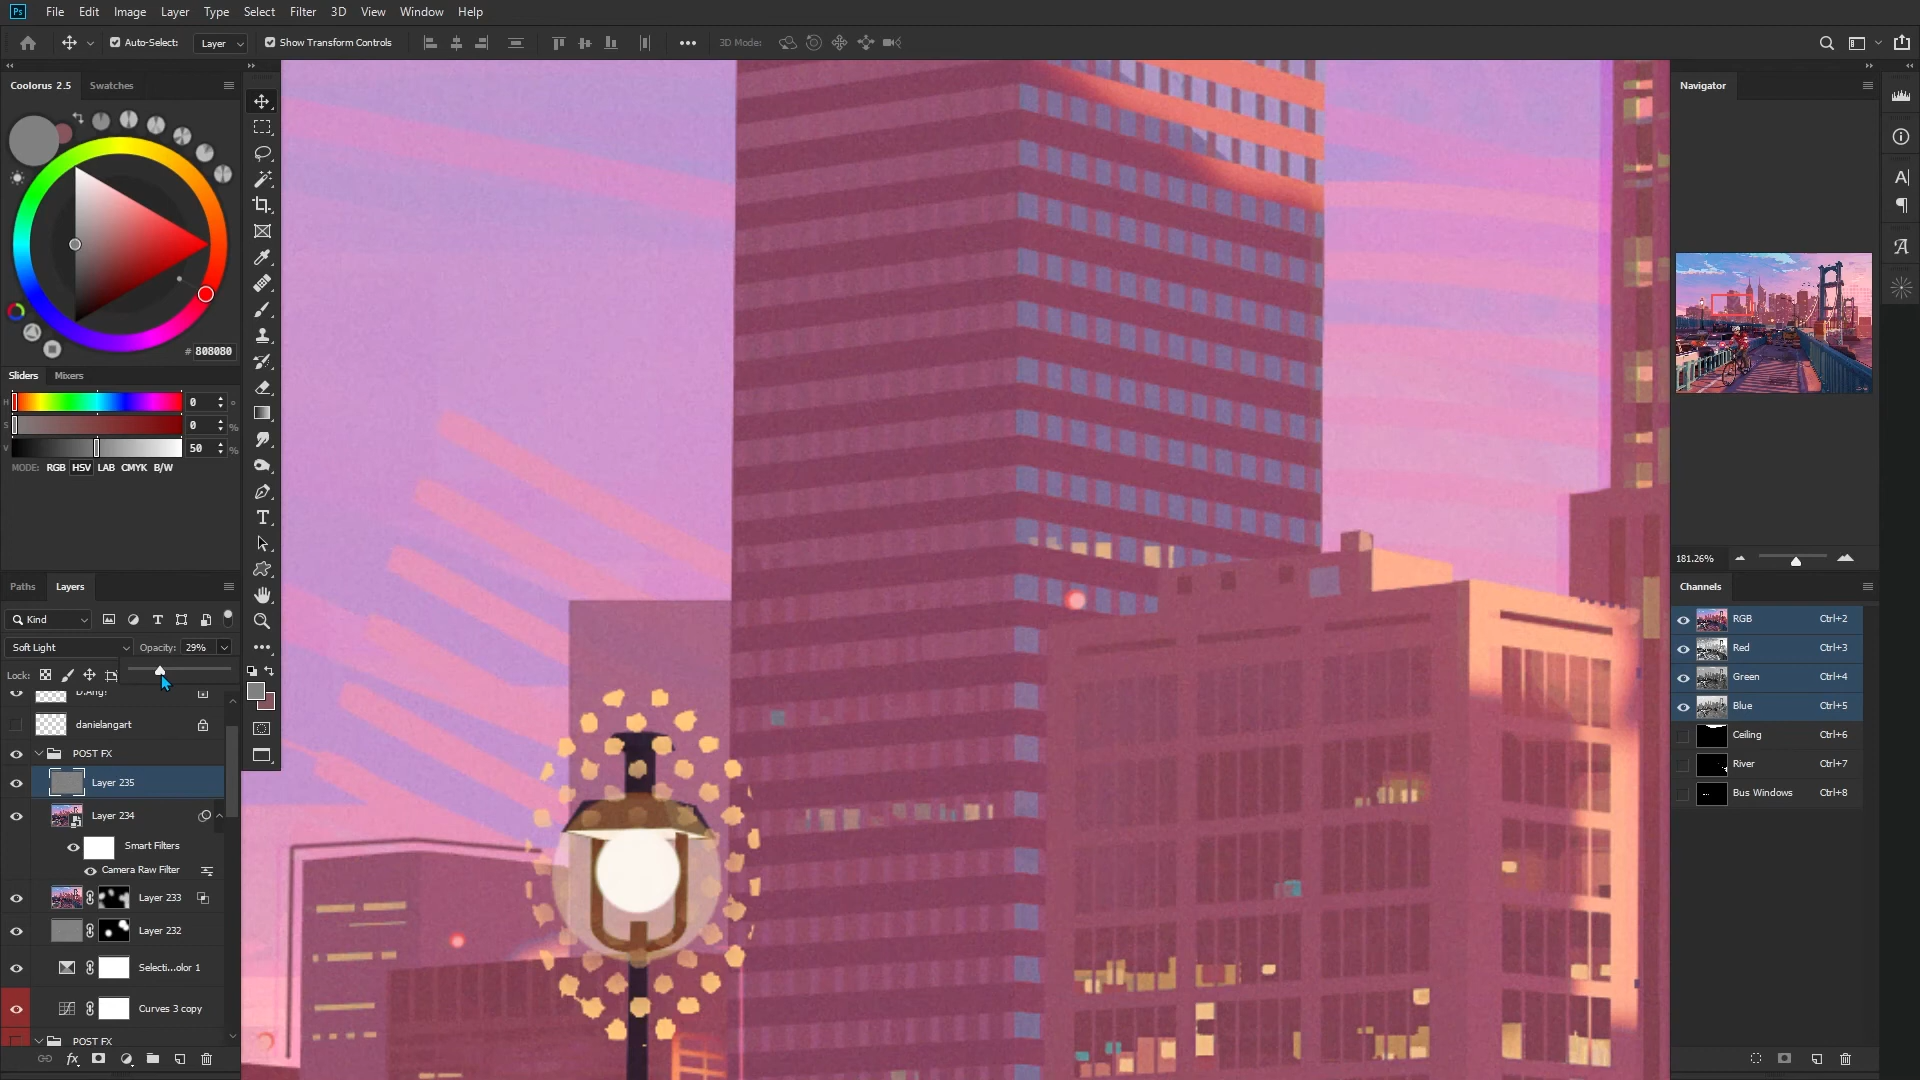 Ps File Edit Image Layer Type Select Filter 3D View Window Help
Auto-Select: Layer Show Transform Controls 3D Mode:
Coolorus 2.5 Swatches
# 808080
Sliders Mixers
H 0 °
S 0 %
V 50 %
MODE: RGB HSV LAB CMYK B/W
Paths Layers
Kind
Soft Light Opacity: 29%
Lock:
danielangart
POST FX
Layer 235
Layer 234
Smart Filters
Camera Raw Filter
Layer 233
Layer 232
Selecti...olor 1
Curves 3 copy
POST FX
Navigator
181.26%
Channels
RGB Ctrl+2
Red Ctrl+3
Green Ctrl+4
Blue Ctrl+5
Ceiling Ctrl+6
River Ctrl+7
Bus Windows Ctrl+8